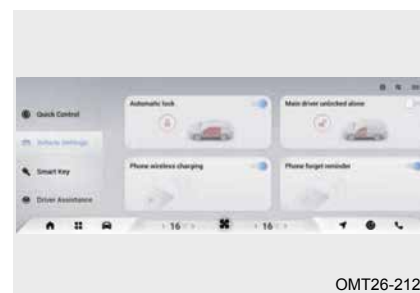 Automatic lock
Main driver unlocked alone
Quick Control
Vehicle Settings
Phone wireless charging
Phone forget reminder
Smart Key
Driver Assistance
16
16
OMT26-212